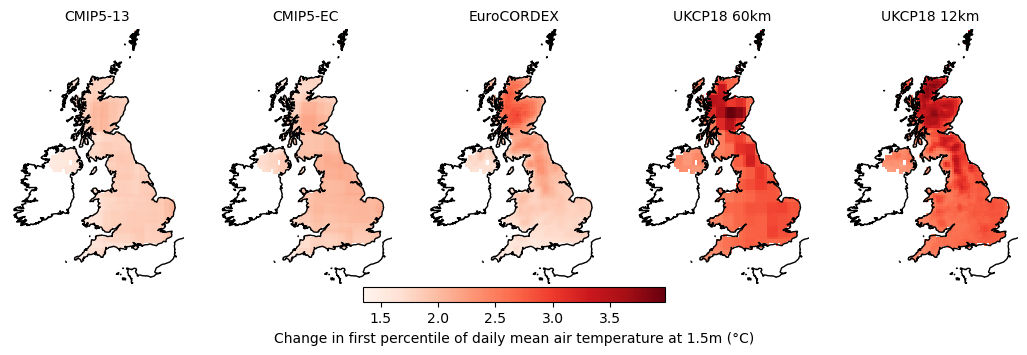 CMIP5-13 CMIP5-EC EuroCORDEX UKCP18 60km UKCP18 12km
1.5 2.0 2.5 3.0 3.5
Change in first percentile of daily mean air temperature at 1.5m (°C)